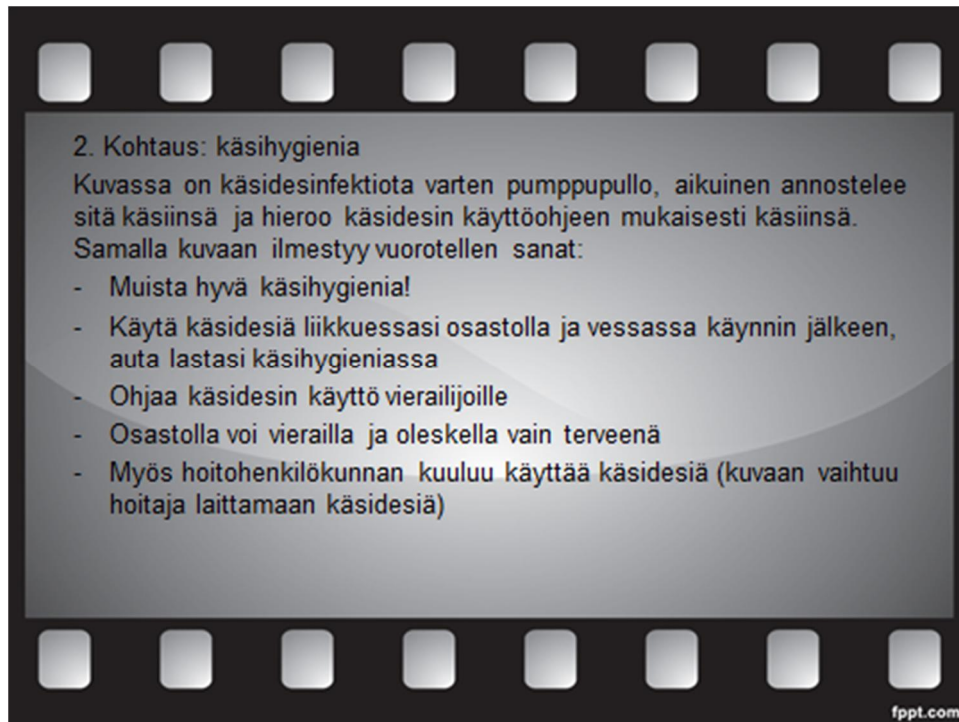 2. Kohtaus: käsihygienia
Kuvassa on käsidesinfektiota varten pumppupullo, aikuinen annostelee
sitä käsiinsä ja hieroo käsidesin käyttöohjeen mukaisesti käsiinsä.
Samalla kuvaan ilmestyy vuorotellen sanat:
- Muista hyvä käsihygienia!
- Käytä käsidesiä liikkuessasi osastolla ja vessassa käynnin jälkeen,
auta lastasi käsihygieniassa
- Ohjaa käsidesin käyttö vierailijoille
- Osastolla voi vierailla ja oleskella vain terveenä
- Myös hoitohenkilökunnan kuuluu käyttää käsidesiä (kuvaan vaihtuu
hoitaja laittamaan käsidesiä)
fppt.com